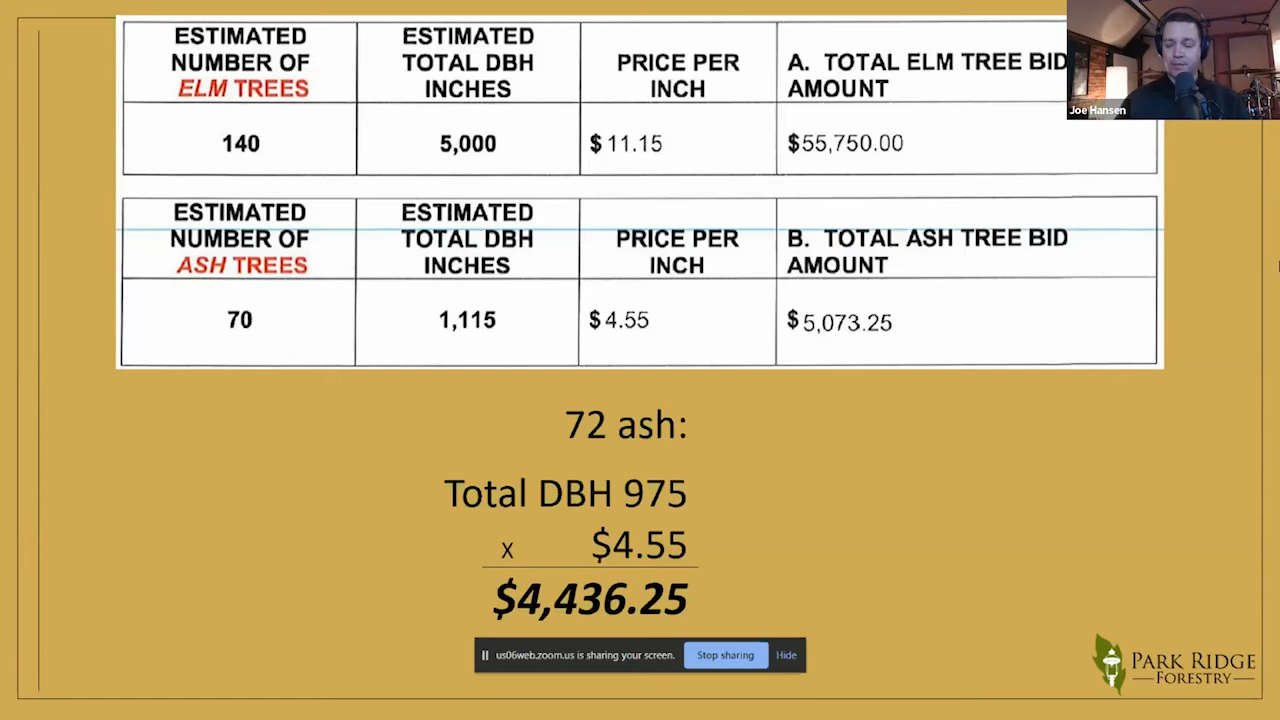 ESTIMATED
NUMBER OF
ELM TREES
ESTIMATED
TOTAL DBH
INCHES
PRICE PER
INCH
A. TOTAL ELM TREE BID
AMOUNT
140
5,000
$ 11.15
$55,750.00
ESTIMATED
NUMBER OF
ASH TREES
ESTIMATED
TOTAL DBH
INCHES
PRICE PER
INCH
B. TOTAL ASH TREE BID
AMOUNT
70
1,115
$ 4.55
$ 5,073.25
Joe Hansen
72 ash:
Total DBH 975
x $4.55
$4,436.25
us06web.zoom.us is sharing your screen.
Stop sharing
Hide
PARK RIDGE
FORESTRY